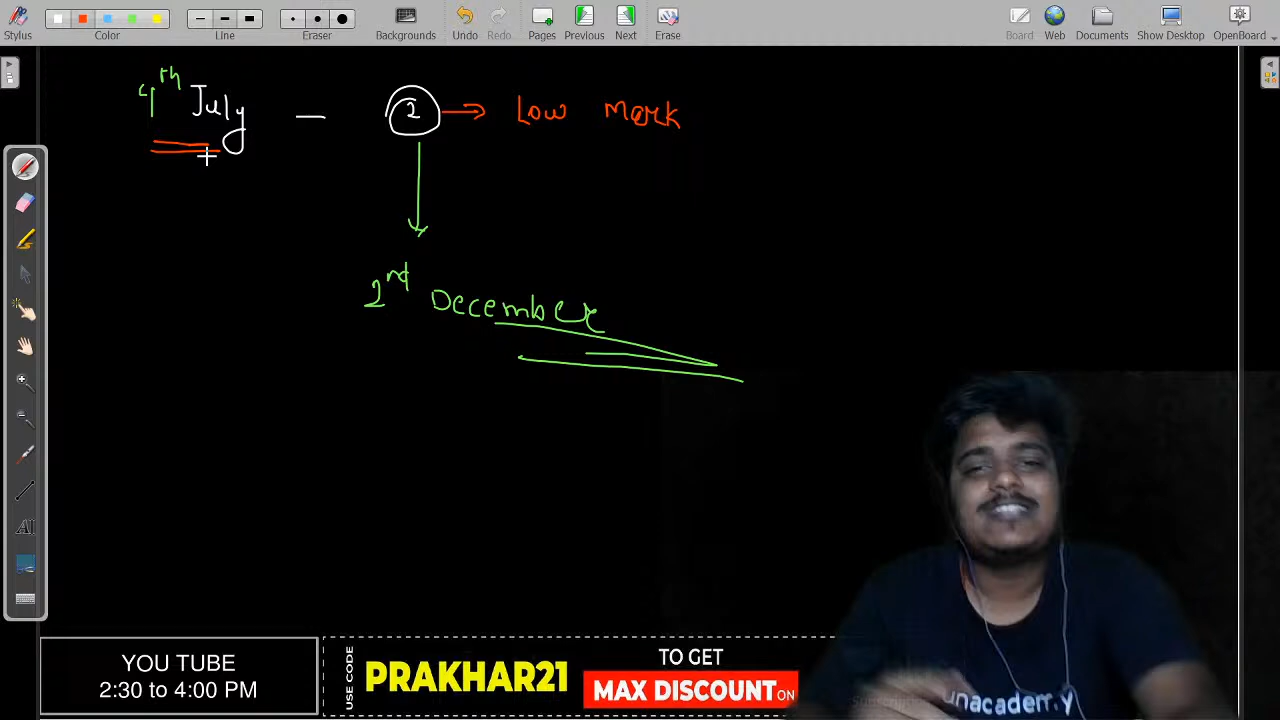 Stylus
Color
Line
Eraser
Backgrounds
Undo
Redo
Pages
Previous
Next
Erase
Board
Web
Documents
Show Desktop
OpenBoard
4th July — 2 → Low Mark
2nd December
AI
YOU TUBE
2:30 to 4:00 PM
USE CODE
PRAKHAR21
TO GET
MAX DISCOUNT ON
unacademy